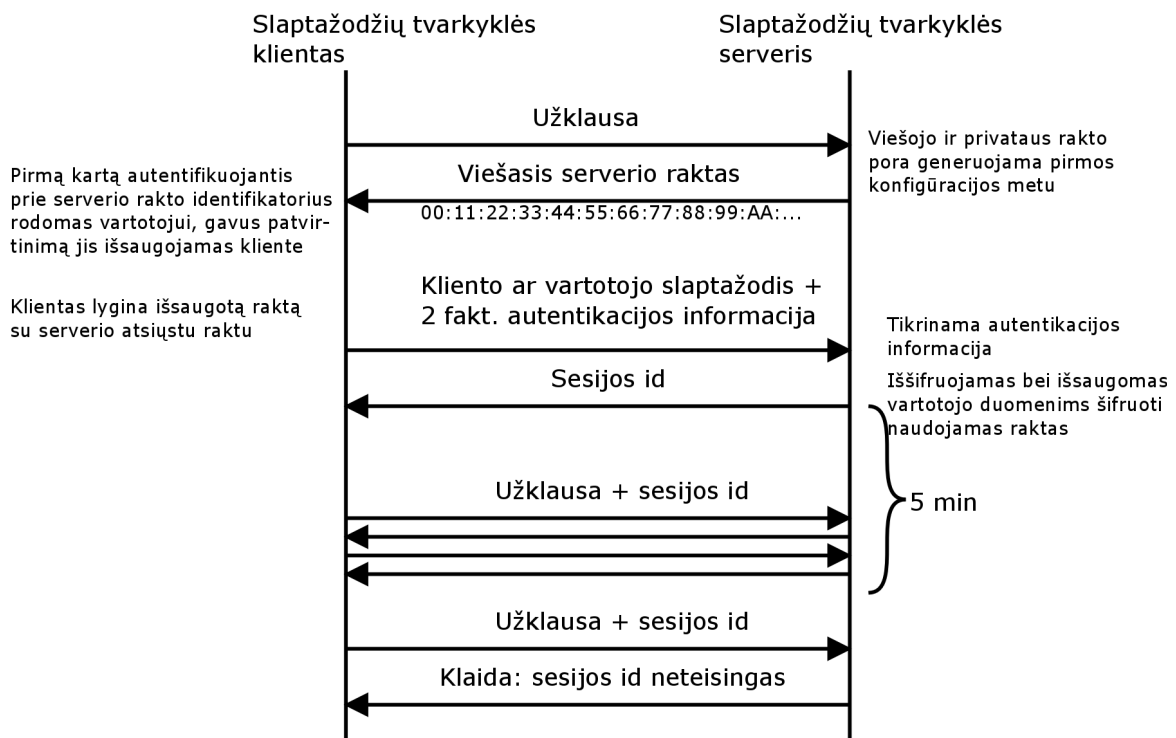 Slaptažodžių tvarkyklės
klientas
Slaptažodžių tvarkyklės
serveris
Užklausa
Viešojo ir privataus rakto
pora generuojama pirmos
konfigūracijos metu
Viešasis serverio raktas
00:11:22:33:44:55:66:77:88:99:AA:...
Pirmą kartą autentifikuojantis
prie serverio rakto identifikatorius
rodomas vartotojui, gavus patvir-
tinimą jis išsaugojamas kliente
Klientas lygina išsaugotą raktą
su serverio atsiųstu raktu
Kliento ar vartotojo slaptažodis +
2 fakt. autentikacijos informacija
Tikrinama autentikacijos
informacija
Sesijos id
Iššifruojamas bei išsaugomas
vartotojo duomenims šifruoti
naudojamas raktas
Užklausa + sesijos id
5 min
Užklausa + sesijos id
Klaida: sesijos id neteisingas